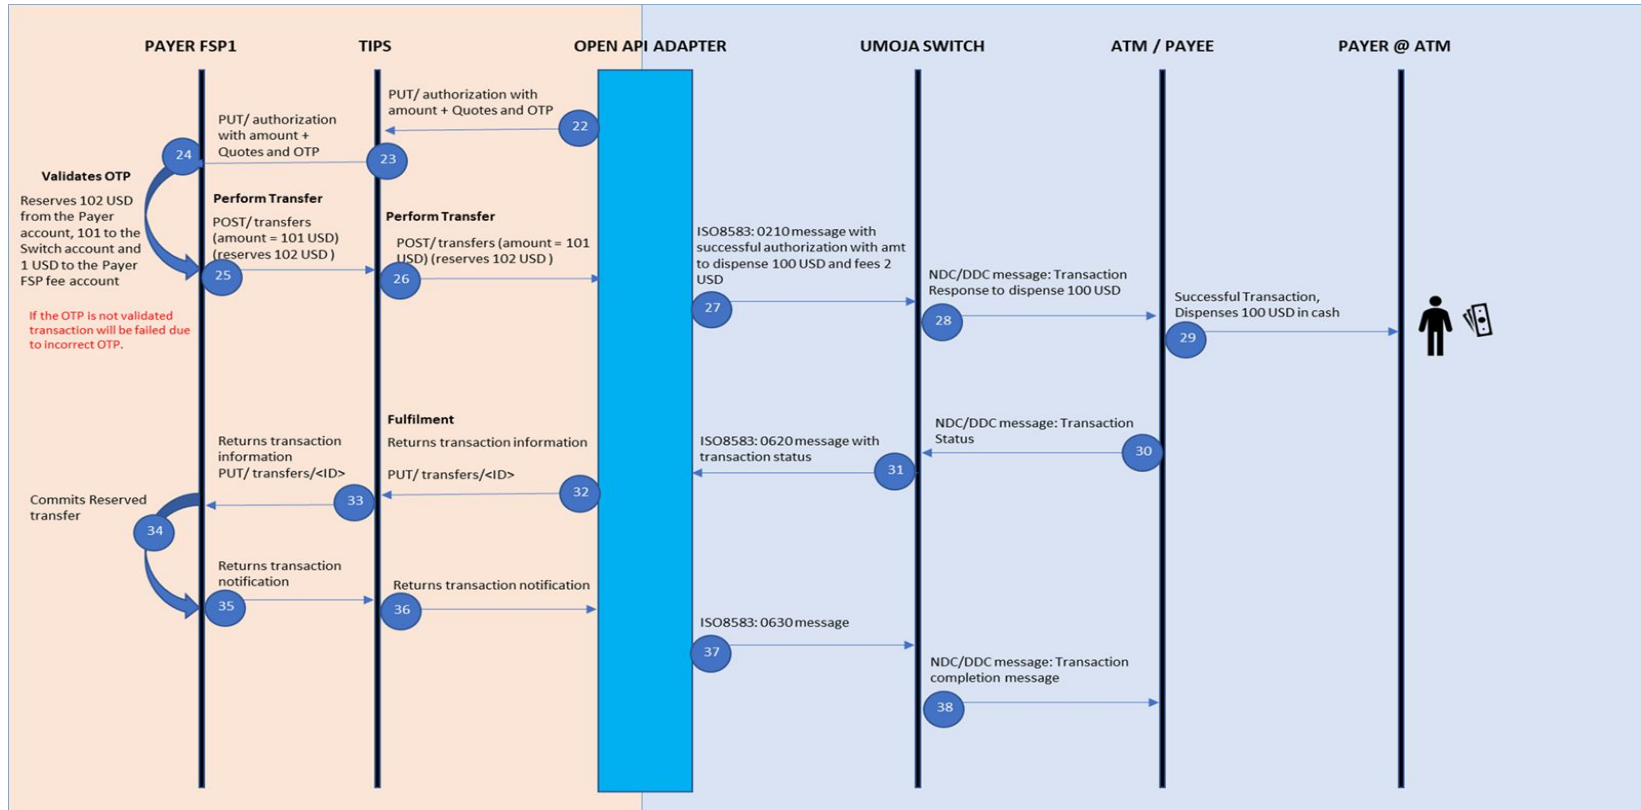 PAYER FSP1
TIPS
OPEN API ADAPTER
UMOJA SWITCH
ATM / PAYEE
PAYER @ ATM
PUT/ authorization with
amount + Quotes and OTP
22
PUT/ authorization
with amount +
Quotes and OTP
23
24
Validates OTP
Reserves 102 USD
from the Payer
account, 101 to the
Switch account and
1 USD to the Payer
FSP fee account
If the OTP is not validated
transaction will be failed due
to incorrect OTP.
Perform Transfer
POST/ transfers
(amount = 101 USD)
(reserves 102 USD )
25
Perform Transfer
POST/ transfers (amount = 101
USD) (reserves 102 USD )
26
ISO8583: 0210 message with
successful authorization with amt
to dispense 100 USD and fees 2
USD
27
NDC/DDC message: Transaction
Response to dispense 100 USD
28
Successful Transaction,
Dispenses 100 USD in cash
29
NDC/DDC message: Transaction
Status
30
ISO8583: 0620 message with
transaction status
31
Fulfilment
Returns transaction information
PUT/ transfers/<ID>
32
Returns transaction
information
PUT/ transfers/<ID>
33
Commits Reserved
transfer
34
Returns transaction
notification
35
Returns transaction notification
36
ISO8583: 0630 message
37
NDC/DDC message: Transaction
completion message
38